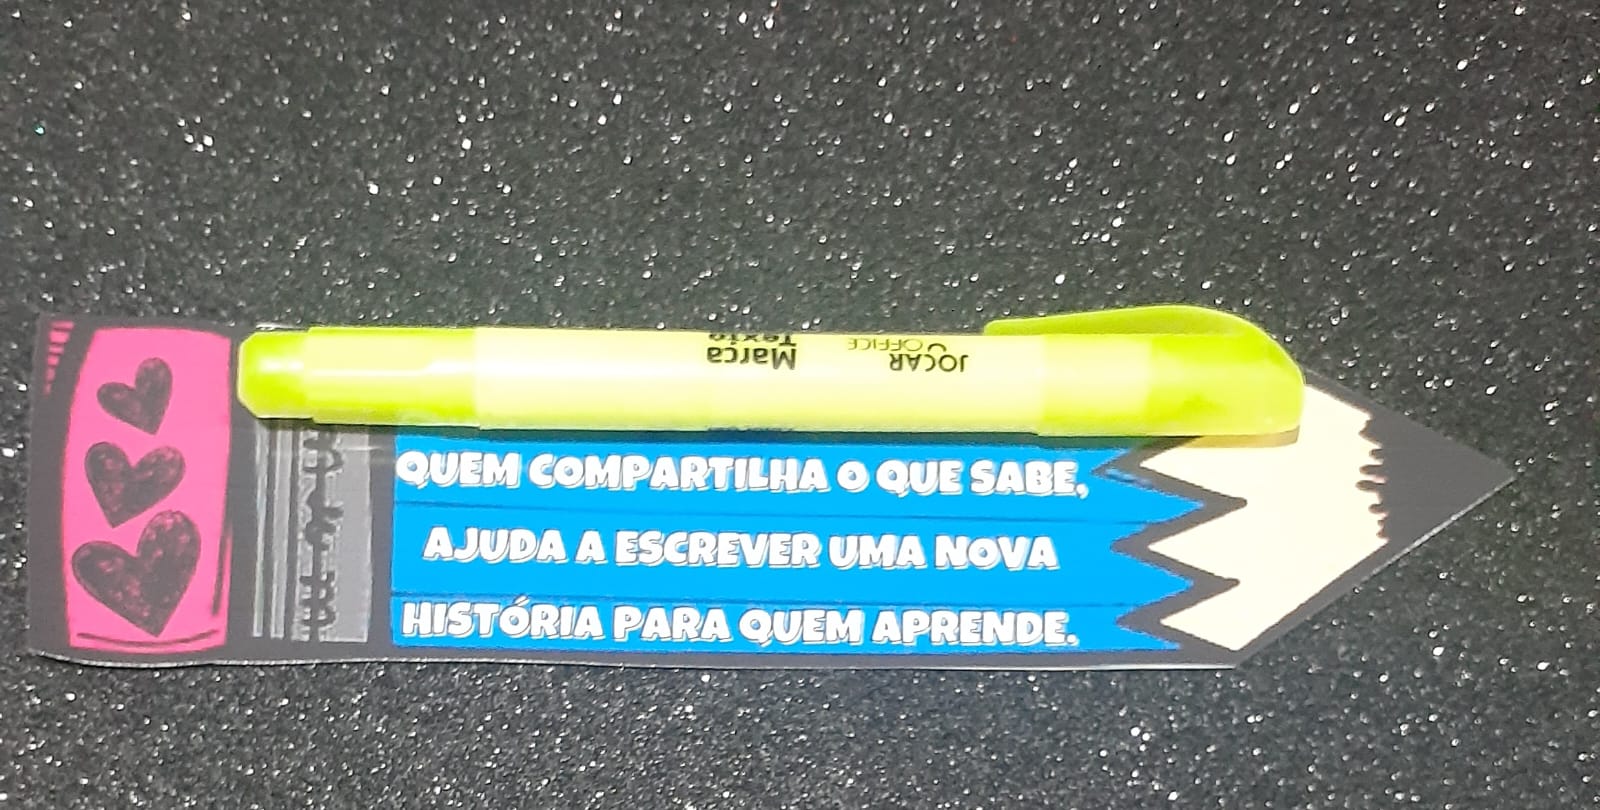 Marca
Texto
JOCAR
OFFICE
QUEM COMPARTILHA O QUE SABE,
AJUDA A ESCREVER UMA NOVA
HISTÓRIA PARA QUEM APRENDE.